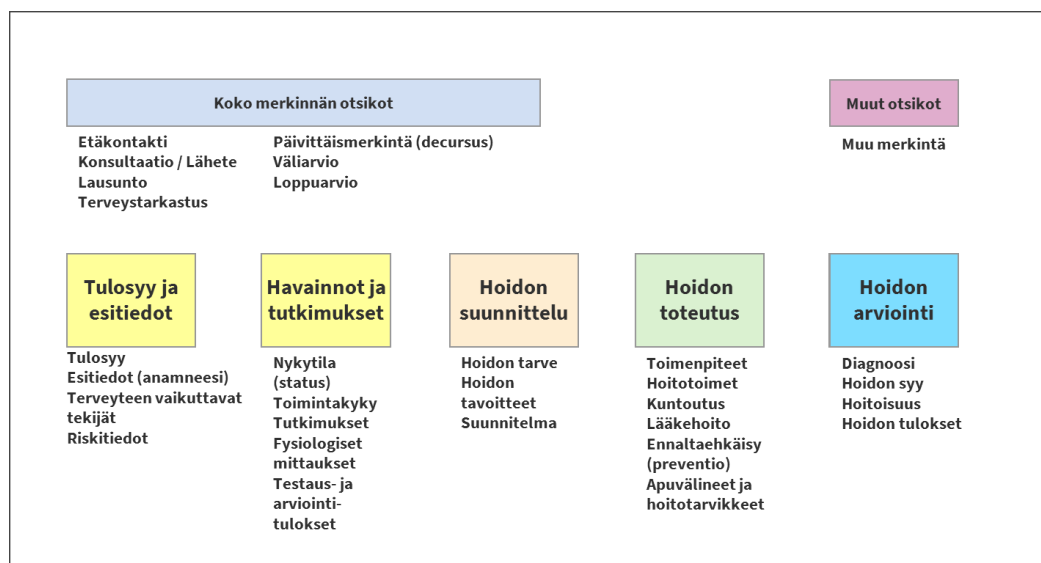 Koko merkinnän otsikot
Etäkontakti
Konsultaatio / Lähete
Lausunto
Terveystarkastus
Päivittäismerkintä (decursus)
Väliarvio
Loppuarvio
Muut otsikot
Muu merkintä
Tulosyy ja
esitiedot
Tulosyy
Esitiedot (anamneesi)
Terveyteen vaikuttavat
tekijät
Riskitiedot
Havainnot ja
tutkimukset
Nykytila
(status)
Toimintakyky
Tutkimukset
Fysiologiset
mittaukset
Testaus- ja
arviointi-
tulokset
Hoidon
suunnittelu
Hoidon tarve
Hoidon
tavoitteet
Suunnitelma
Hoidon
toteutus
Toimenpiteet
Hoitotoimet
Kuntoutus
Lääkehoito
Ennaltaehkäisy
(preventio)
Apuvälineet ja
hoitotarvikkeet
Hoidon
arviointi
Diagnoosi
Hoidon syy
Hoitoisuus
Hoidon tulokset